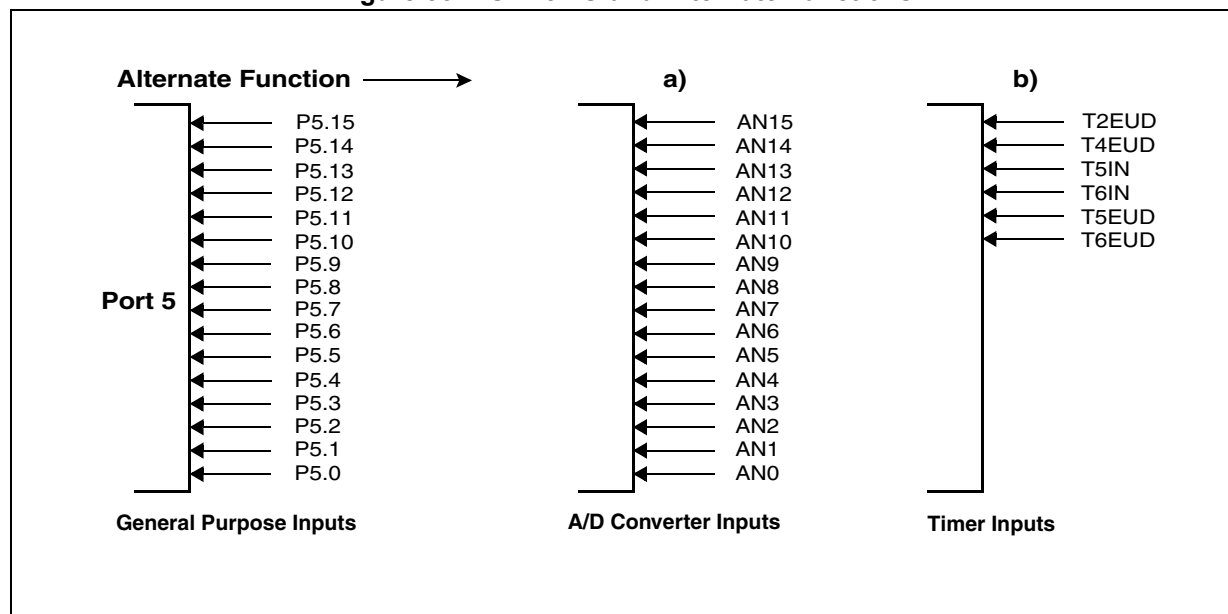 Alternate Function
a)
b)
P5.15 AN15 T2EUD
P5.14 AN14 T4EUD
P5.13 AN13 T5IN
P5.12 AN12 T6IN
P5.11 AN11 T5EUD
P5.10 AN10 T6EUD
P5.9 AN9
P5.8 AN8
Port 5
P5.7 AN7
P5.6 AN6
P5.5 AN5
P5.4 AN4
P5.3 AN3
P5.2 AN2
P5.1 AN1
P5.0 AN0
General Purpose Inputs
A/D Converter Inputs
Timer Inputs